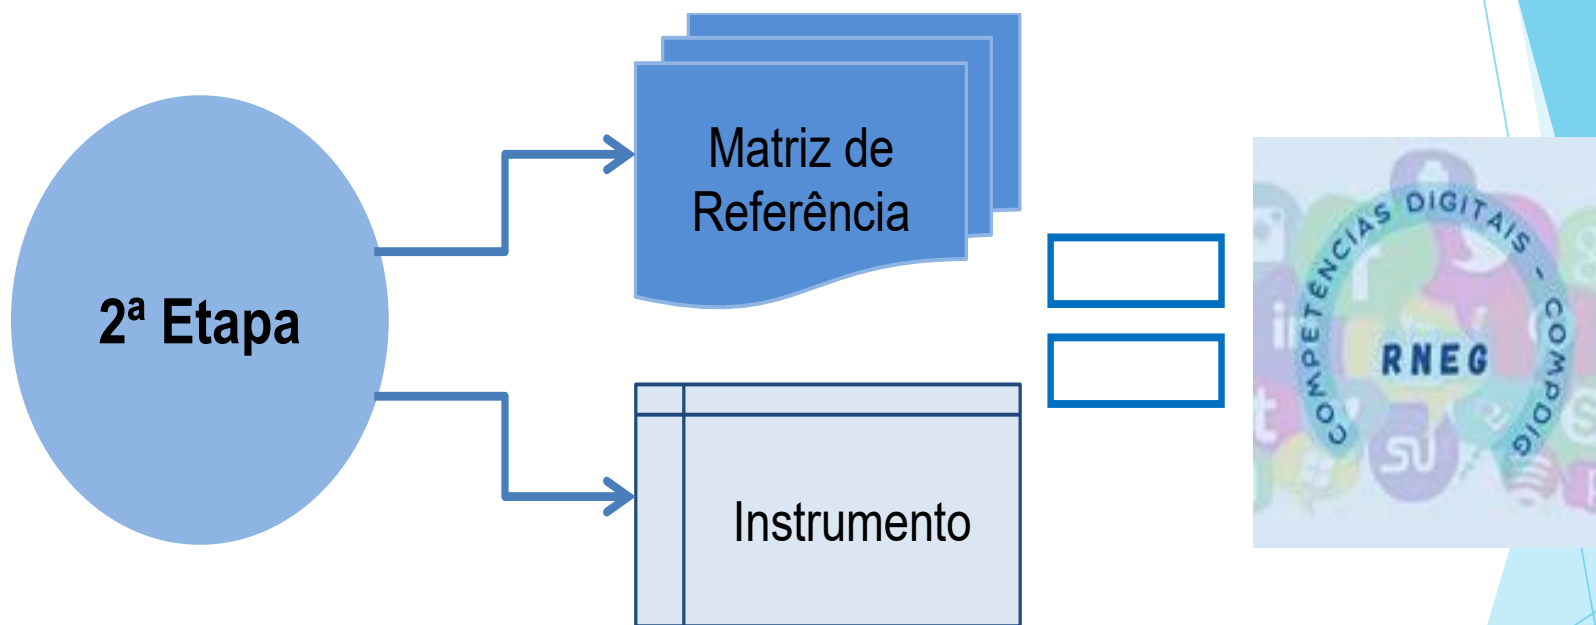 2ª Etapa
Matriz de
Referência
Instrumento
COMPETÊNCIAS DIGITAIS - COMPDIG
RNEG